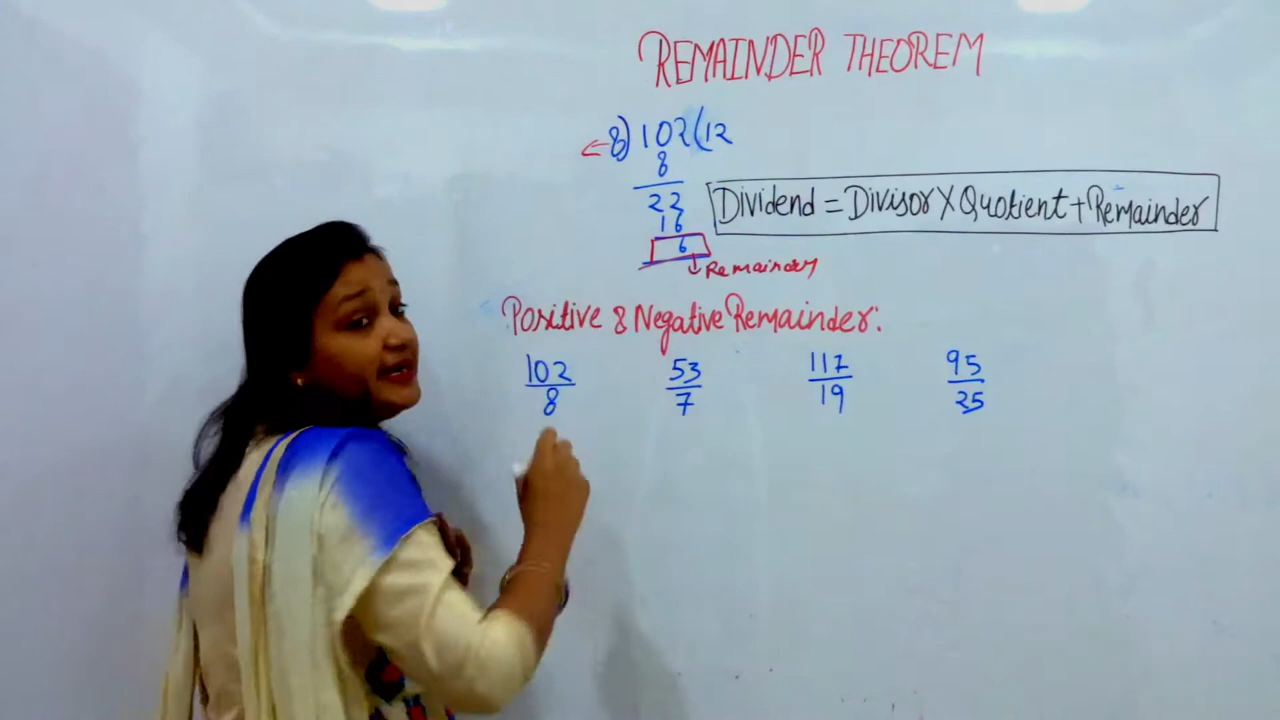 REMAINDER THEOREM
8) 102 (12
8
22
16
6
Remainder
Dividend = Divisor X Quotient + Remainder
Positive & Negative Remainder:
102 53 117 95
8 7 19 25